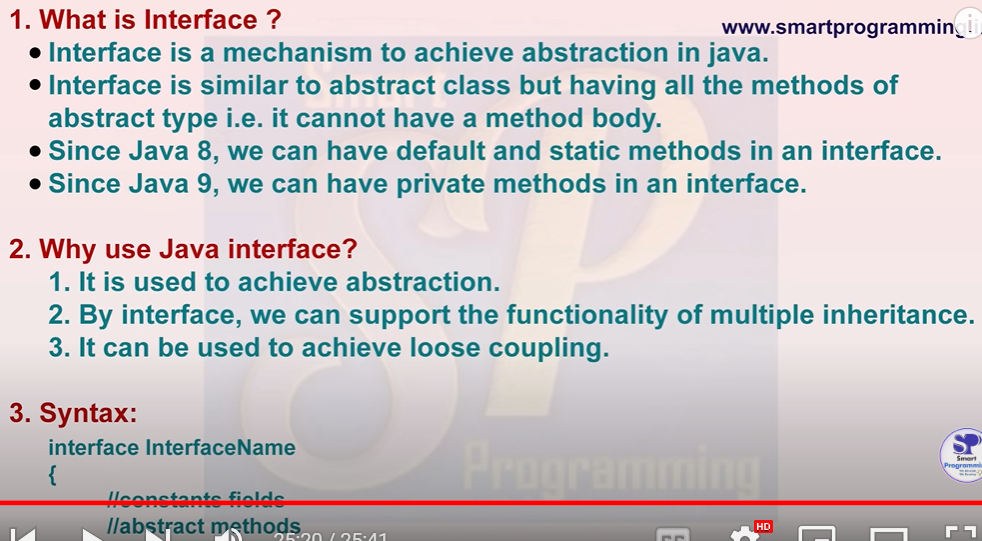 1. What is Interface ?
www.smartprogramming.i
• Interface is a mechanism to achieve abstraction in java.
• Interface is similar to abstract class but having all the methods of
abstract type i.e. it cannot have a method body.
• Since Java 8, we can have default and static methods in an interface.
• Since Java 9, we can have private methods in an interface.
2. Why use Java interface?
1. It is used to achieve abstraction.
2. By interface, we can support the functionality of multiple inheritance.
3. It can be used to achieve loose coupling.
3. Syntax:
interface InterfaceName
{
//constants fields
//abstract methods
Smart
SP
Programming
SP
Smart
Programmi
25:20 / 25:41
CC
HD